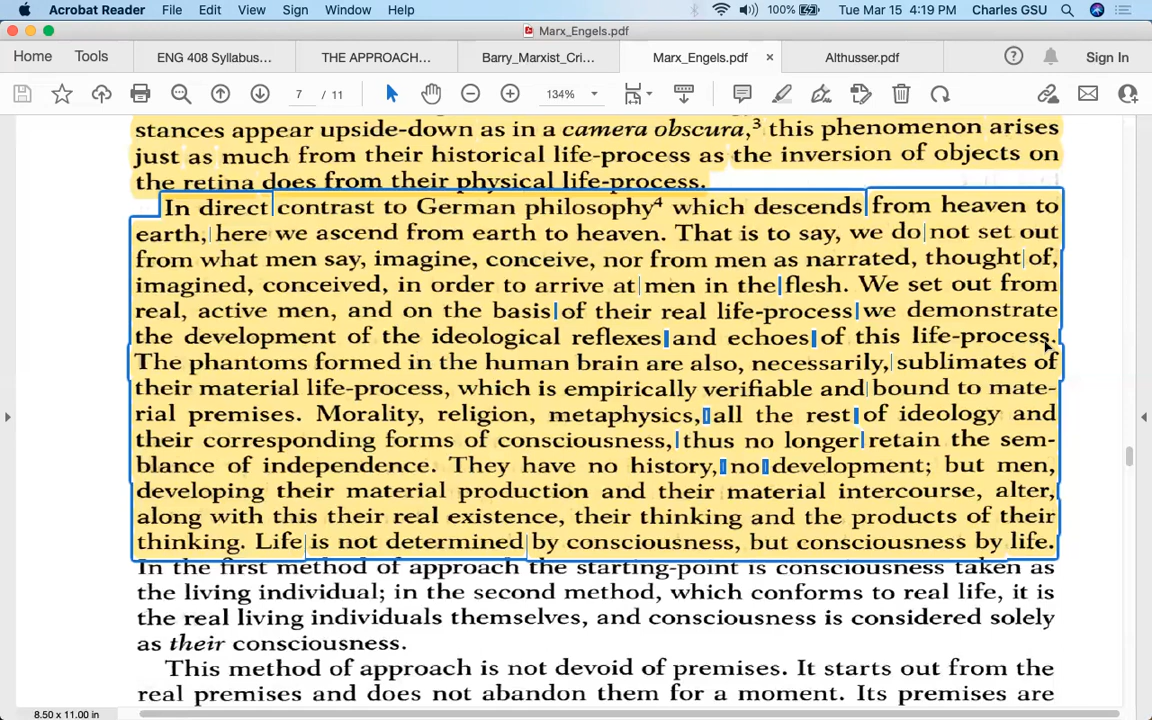 Acrobat Reader File Edit View Sign Window Help 100% Tue Mar 15 4:19 PM Charles GSU
Marx_Engels.pdf
Home Tools ENG 408 Syllabus... THE APPROACH... Barry_Marxist_Cri... Marx_Engels.pdf × Althusser.pdf Sign In
7 / 11 134%
stances appear upside-down as in a camera obscura,³ this phenomenon arises
just as much from their historical life-process as the inversion of objects on
the retina does from their physical life-process.
In direct contrast to German philosophy⁴ which descends from heaven to
earth, here we ascend from earth to heaven. That is to say, we do not set out
from what men say, imagine, conceive, nor from men as narrated, thought of,
imagined, conceived, in order to arrive at men in the flesh. We set out from
real, active men, and on the basis of their real life-process we demonstrate
the development of the ideological reflexes and echoes of this life-process.
The phantoms formed in the human brain are also, necessarily, sublimates of
their material life-process, which is empirically verifiable and bound to mate-
rial premises. Morality, religion, metaphysics, all the rest of ideology and
their corresponding forms of consciousness, thus no longer retain the sem-
blance of independence. They have no history, no development; but men,
developing their material production and their material intercourse, alter,
along with this their real existence, their thinking and the products of their
thinking. Life is not determined by consciousness, but consciousness by life.
In the first method of approach the starting-point is consciousness taken as
the living individual; in the second method, which conforms to real life, it is
the real living individuals themselves, and consciousness is considered solely
as their consciousness.
This method of approach is not devoid of premises. It starts out from the
real premises and does not abandon them for a moment. Its premises are
8.50 x 11.00 in